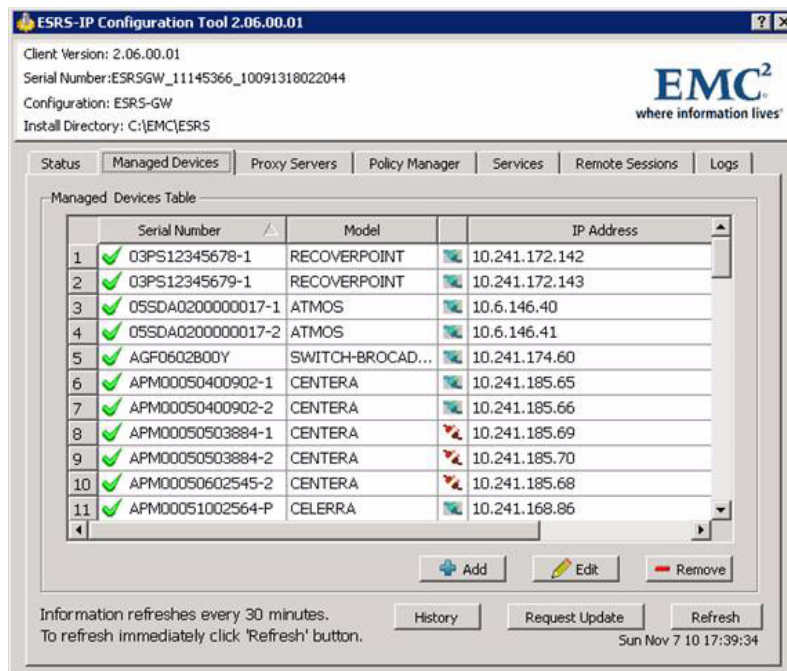 ESRS-IP Configuration Tool 2.06.00.01
Client Version: 2.06.00.01
Serial Number:ESRSGW_11145366_10091318022044
Configuration: ESRS-GW
Install Directory: C:\EMC\ESRS
EMC²
where information lives®
Status Managed Devices Proxy Servers Policy Manager Services Remote Sessions Logs
Managed Devices Table
Serial Number Model IP Address
1 03PS12345678-1 RECOVERPOINT 10.241.172.142
2 03PS12345679-1 RECOVERPOINT 10.241.172.143
3 05SDA0200000017-1 ATMOS 10.6.146.40
4 05SDA0200000017-2 ATMOS 10.6.146.41
5 AGF0602B00Y SWITCH-BROCAD... 10.241.174.60
6 APM00050400902-1 CENTERA 10.241.185.65
7 APM00050400902-2 CENTERA 10.241.185.66
8 APM00050503884-1 CENTERA 10.241.185.69
9 APM00050503884-2 CENTERA 10.241.185.70
10 APM00050602545-2 CENTERA 10.241.185.68
11 APM00051002564-P CELERRA 10.241.168.86
Add Edit Remove
Information refreshes every 30 minutes.
To refresh immediately click 'Refresh' button.
History Request Update Refresh
Sun Nov 7 10 17:39:34